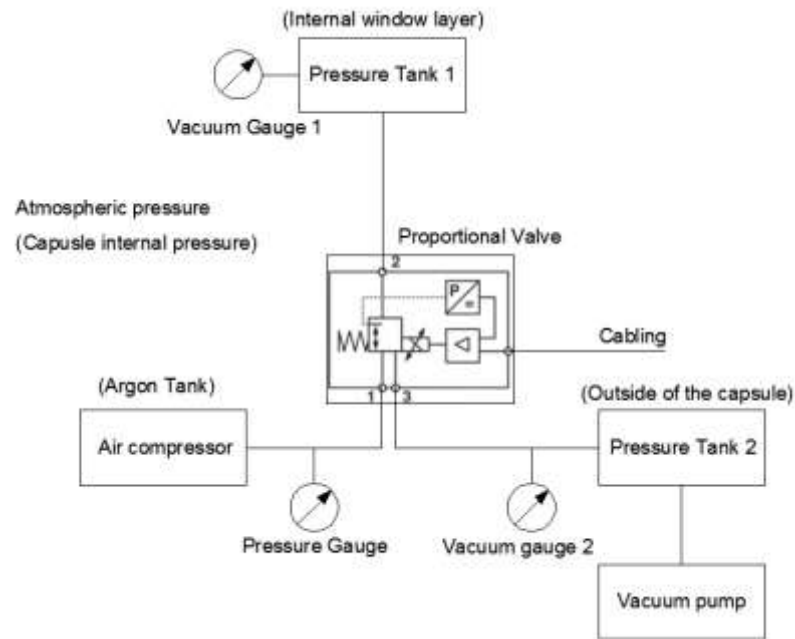 (Internal window layer)
Pressure Tank 1
Vacuum Gauge 1
Atmospheric pressure
(Capusle internal pressure)
Proportional Valve
2
P
=
Cabling
1
3
(Argon Tank)
Air compressor
Pressure Gauge
(Outside of the capsule)
Pressure Tank 2
Vacuum gauge 2
Vacuum pump